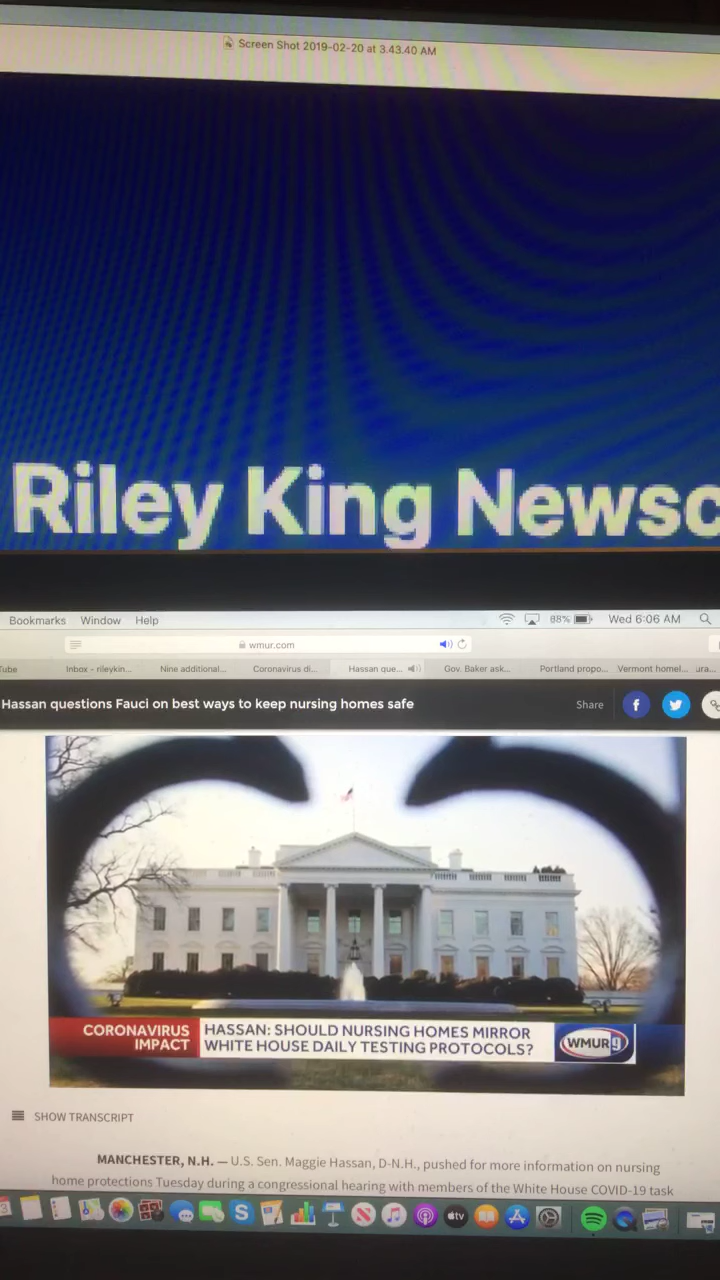 Screen Shot 2019-02-20 at 3.43.40 AM
Riley King Newsc
Bookmarks Window Help 88% Wed 6:06 AM
wmur.com
Tube Inbox – rileykin... Nine additional... Coronavirus di... Hassan que... Gov. Baker ask... Portland propo... Vermont homel... ura...
Hassan questions Fauci on best ways to keep nursing homes safe Share
CORONAVIRUS IMPACT
HASSAN: SHOULD NURSING HOMES MIRROR
WHITE HOUSE DAILY TESTING PROTOCOLS?
WMUR 9
SHOW TRANSCRIPT
MANCHESTER, N.H. — U.S. Sen. Maggie Hassan, D-N.H., pushed for more information on nursing
home protections Tuesday during a congressional hearing with members of the White House COVID-19 task
tv